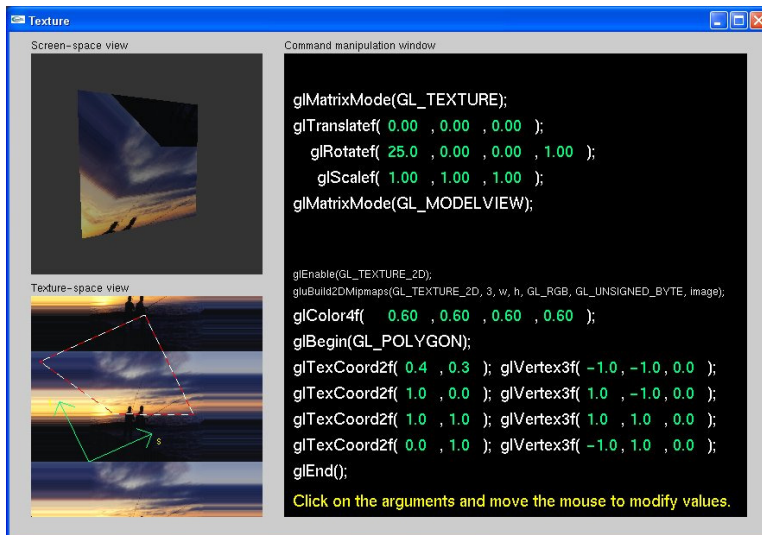 Texture
Screen-space view
Command manipulation window
glMatrixMode(GL_TEXTURE);
glTranslatef( 0.00 , 0.00 , 0.00 );
glRotatef( 25.0 , 0.00 , 0.00 , 1.00 );
glScalef( 1.00 , 1.00 , 1.00 );
glMatrixMode(GL_MODELVIEW);
glEnable(GL_TEXTURE_2D);
gluBuild2DMipmaps(GL_TEXTURE_2D, 3, w, h, GL_RGB, GL_UNSIGNED_BYTE, image);
Texture-space view
glColor4f( 0.60 , 0.60 , 0.60 , 0.60 );
glBegin(GL_POLYGON);
glTexCoord2f( 0.4 , 0.3 ); glVertex3f( -1.0 , -1.0 , 0.0 );
glTexCoord2f( 1.0 , 0.0 ); glVertex3f( 1.0 , -1.0 , 0.0 );
glTexCoord2f( 1.0 , 1.0 ); glVertex3f( 1.0 , 1.0 , 0.0 );
glTexCoord2f( 0.0 , 1.0 ); glVertex3f( -1.0 , 1.0 , 0.0 );
glEnd();
s
Click on the arguments and move the mouse to modify values.